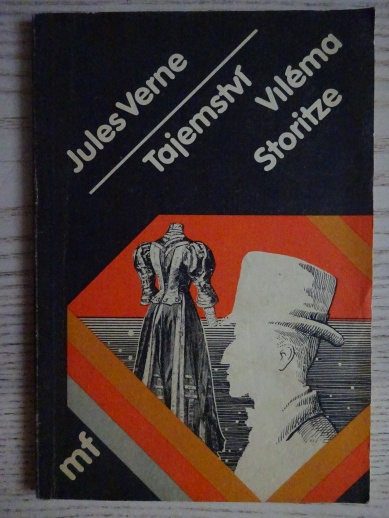 Jules Verne
Tajemství
Viléma
Storitze
mf